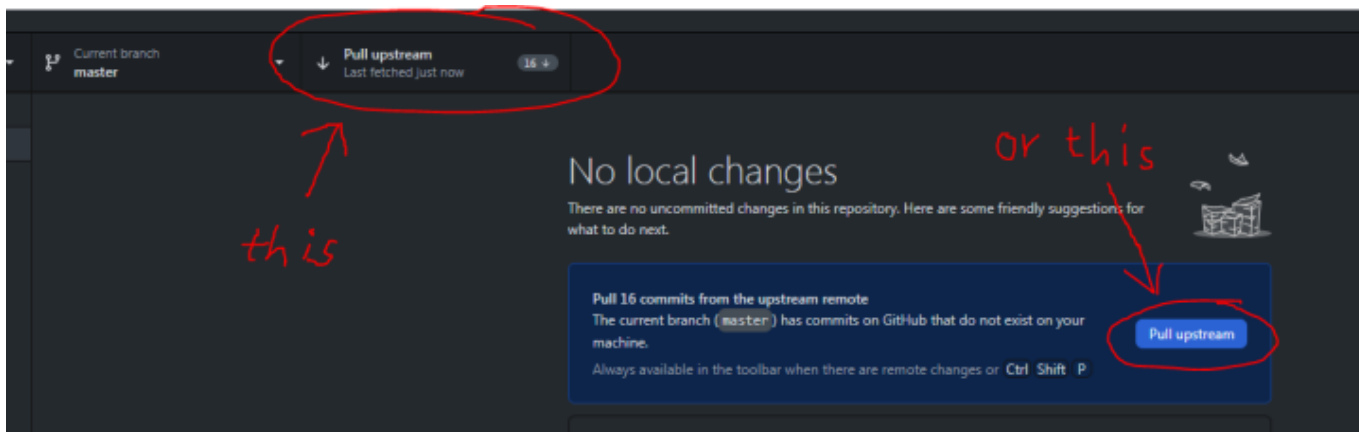 Current branch
master
Pull upstream
Last fetched just now
16
this
or this
No local changes
There are no uncommitted changes in this repository. Here are some friendly suggestions for
what to do next.
Pull 16 commits from the upstream remote
The current branch (master) has commits on GitHub that do not exist on your
machine.
Always available in the toolbar when there are remote changes or Ctrl Shift P
Pull upstream